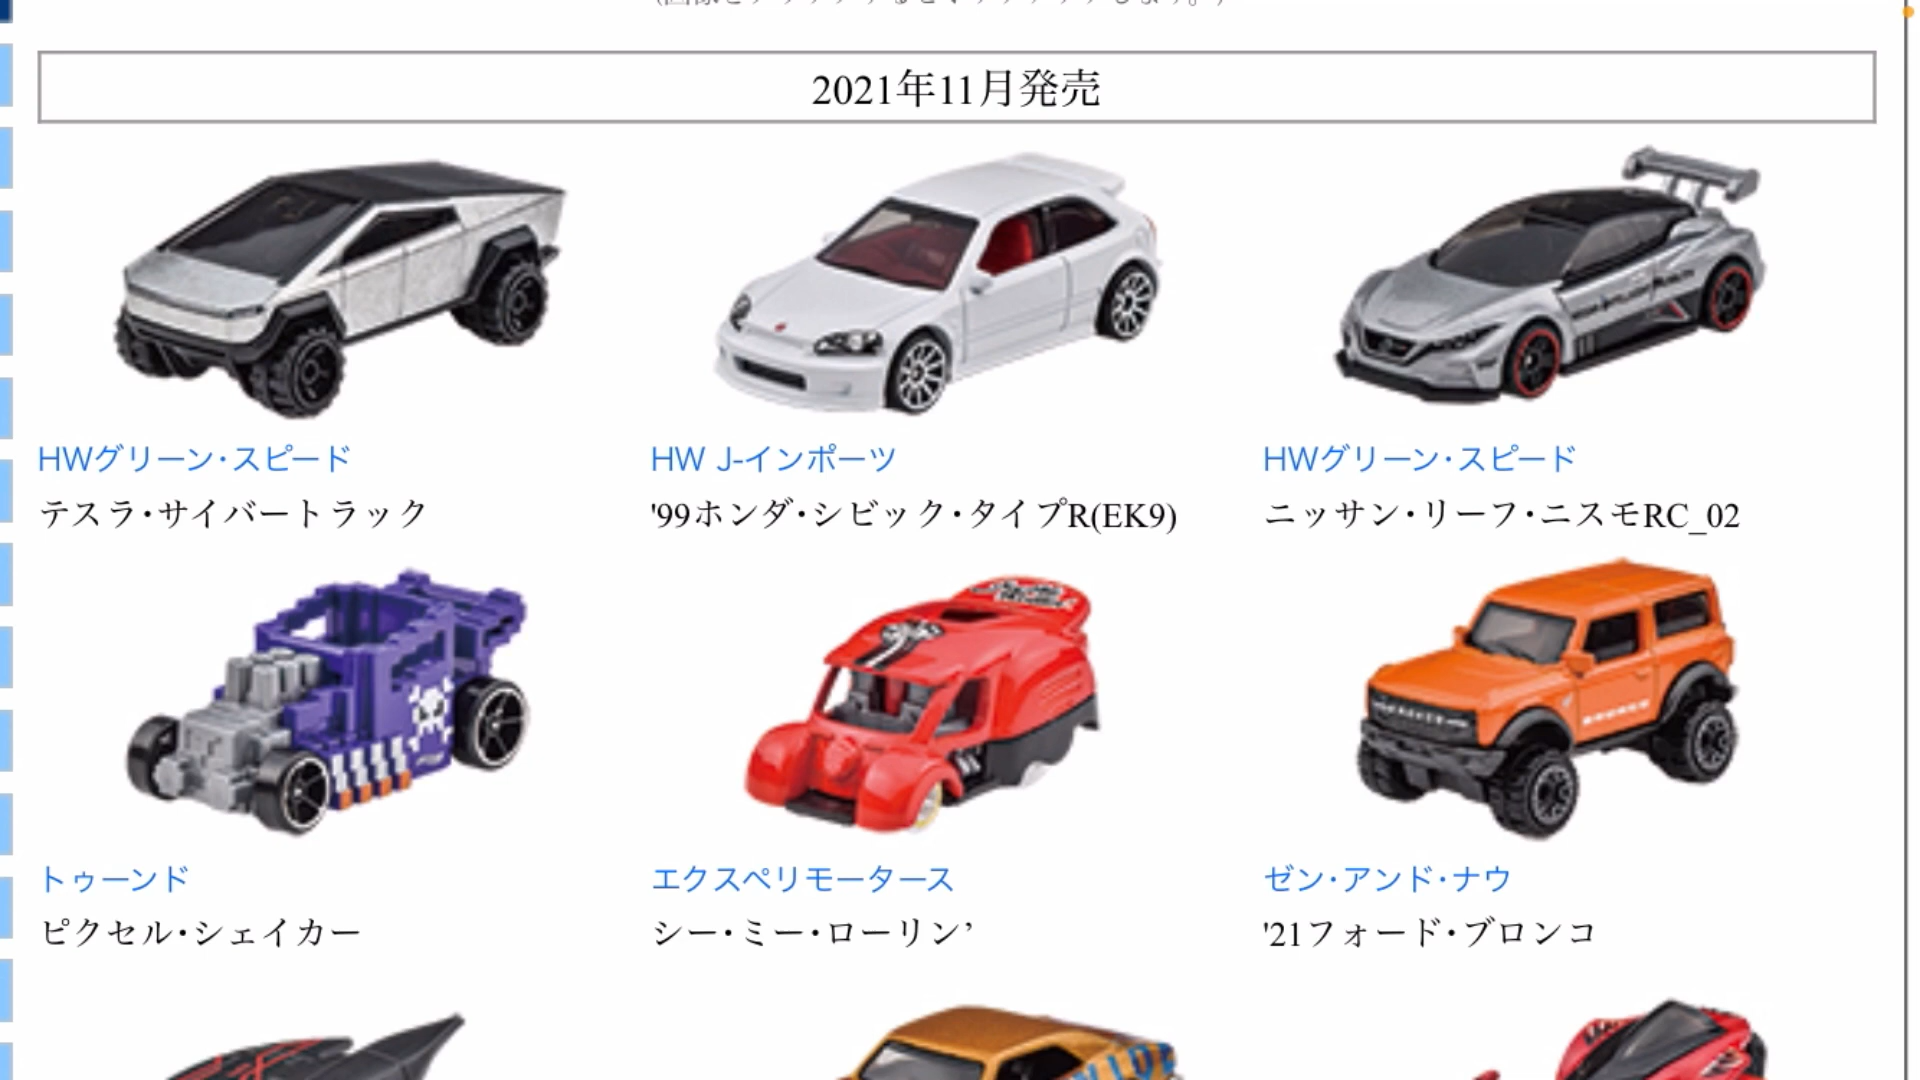 2021年11月発売
HWグリーン・スピード
テスラ・サイバートラック
HW J-インポーツ
'99ホンダ・シビック・タイプR(EK9)
HWグリーン・スピード
ニッサン・リーフ・ニスモRC_02
トゥーンド
ピクセル・シェイカー
エクスペリモータース
シー・ミー・ローリン’
ゼン・アンド・ナウ
'21フォード・ブロンコ